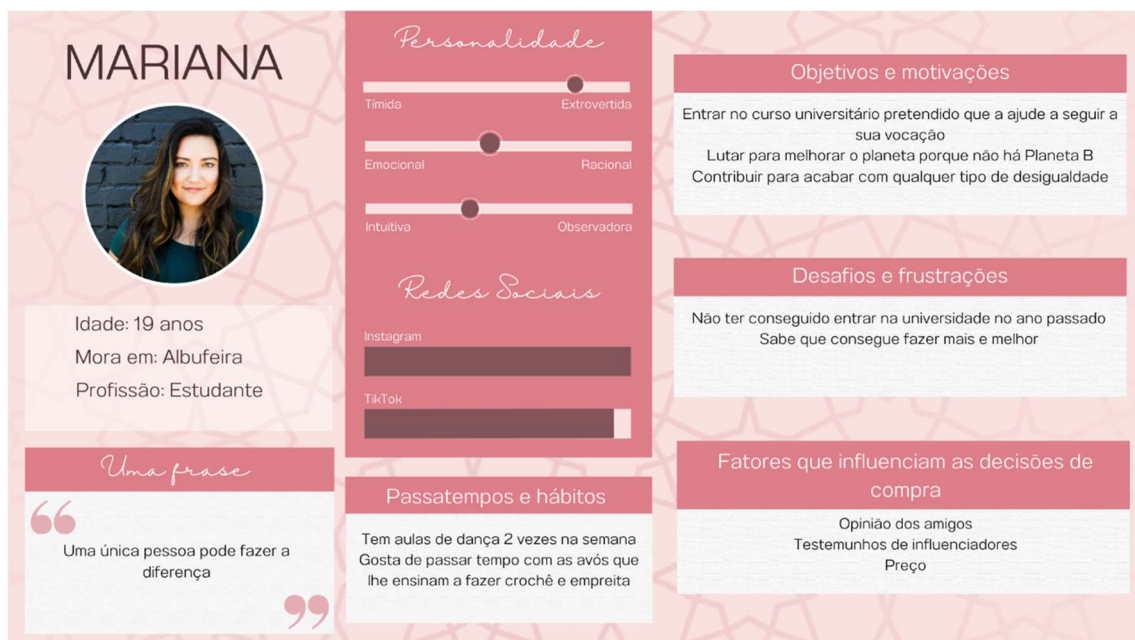 MARIANA
Idade: 19 anos
Mora em: Albufeira
Profissão: Estudante
Uma frase
“
Uma única pessoa pode fazer a
diferença
”
Personalidade
Tímida Extrovertida
Emocional Racional
Intuitiva Observadora
Redes Sociais
Instagram
TikTok
Passatempos e hábitos
Tem aulas de dança 2 vezes na semana
Gosta de passar tempo com as avós que
lhe ensinam a fazer crochê e empreita
Objetivos e motivações
Entrar no curso universitário pretendido que a ajude a seguir a
sua vocação
Lutar para melhorar o planeta porque não há Planeta B
Contribuir para acabar com qualquer tipo de desigualdade
Desafios e frustrações
Não ter conseguido entrar na universidade no ano passado
Sabe que consegue fazer mais e melhor
Fatores que influenciam as decisões de
compra
Opinião dos amigos
Testemunhos de influenciadores
Preço